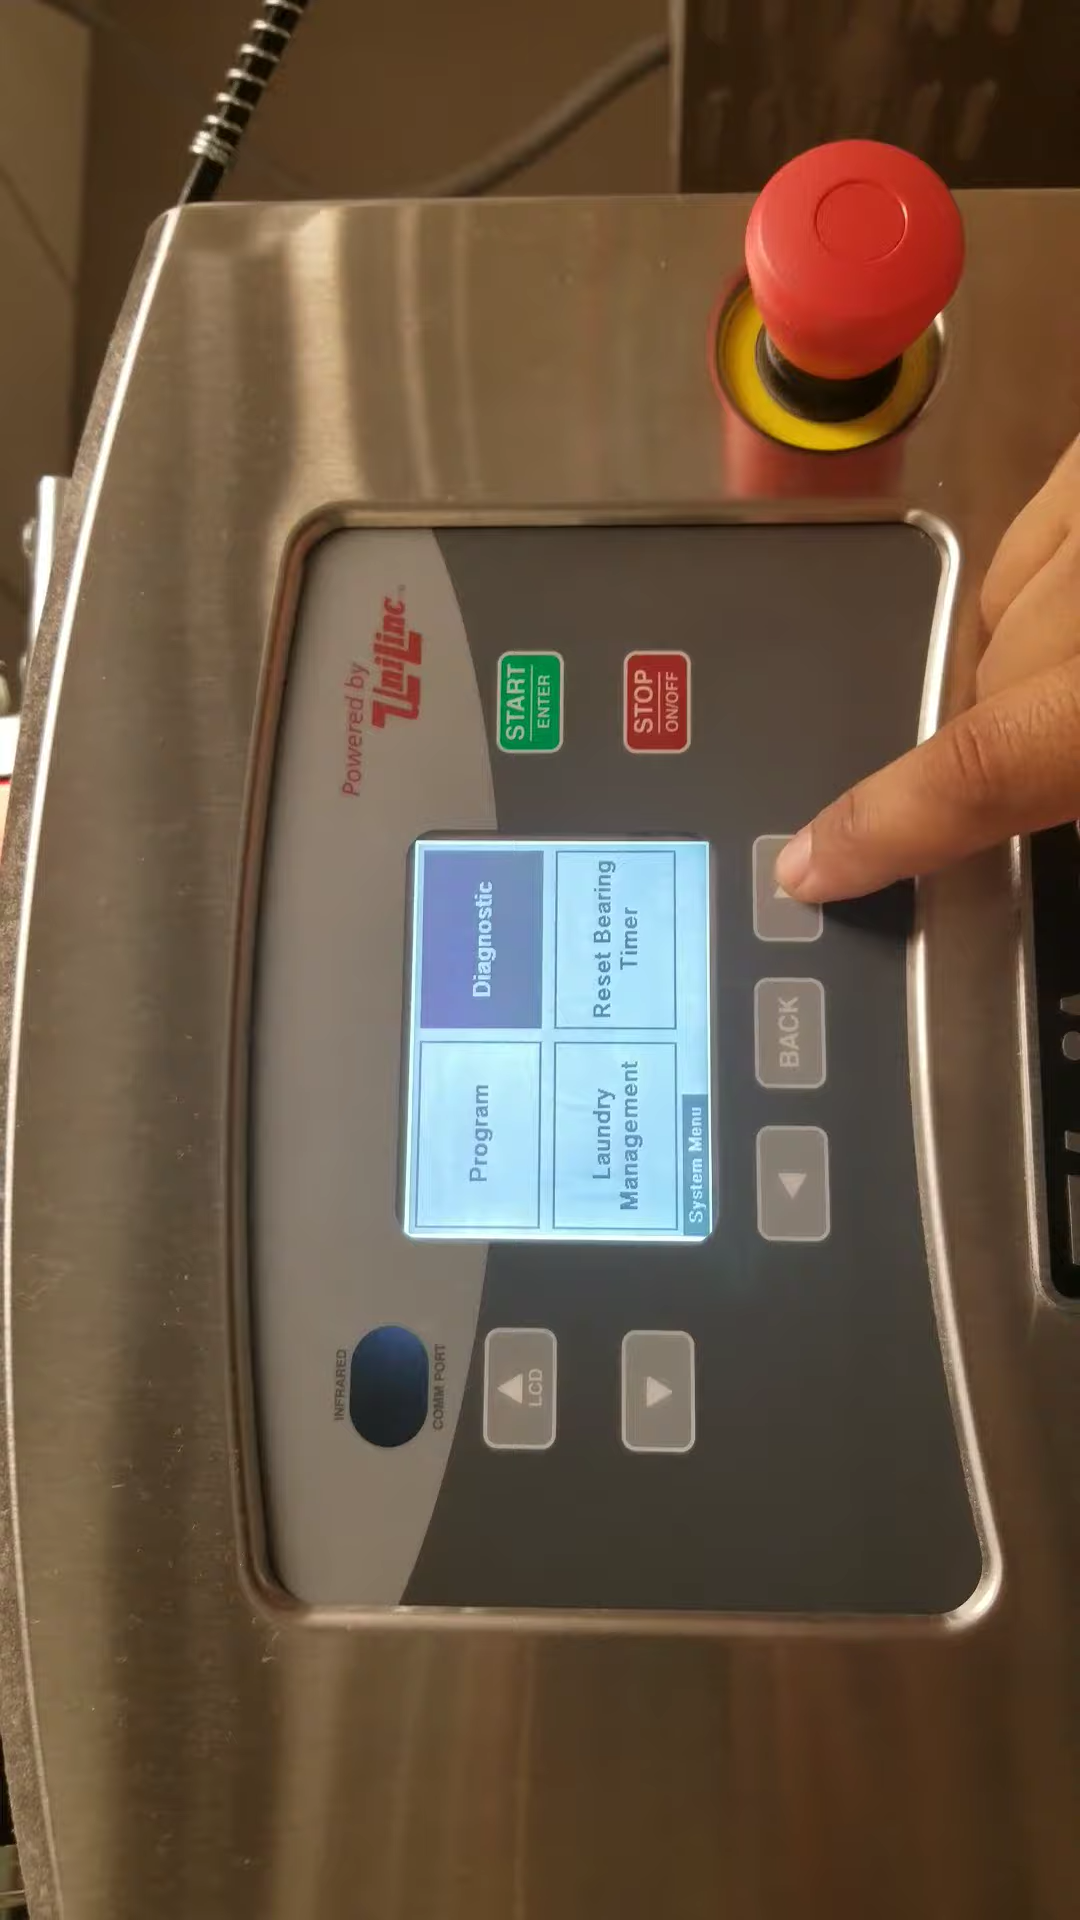 INFRARED
COMM PORT
Powered by
UniLinc
LCD
Program
Diagnostic
Laundry
Management
Reset Bearing
Timer
System Menu
START
ENTER
STOP
ON/OFF
BACK